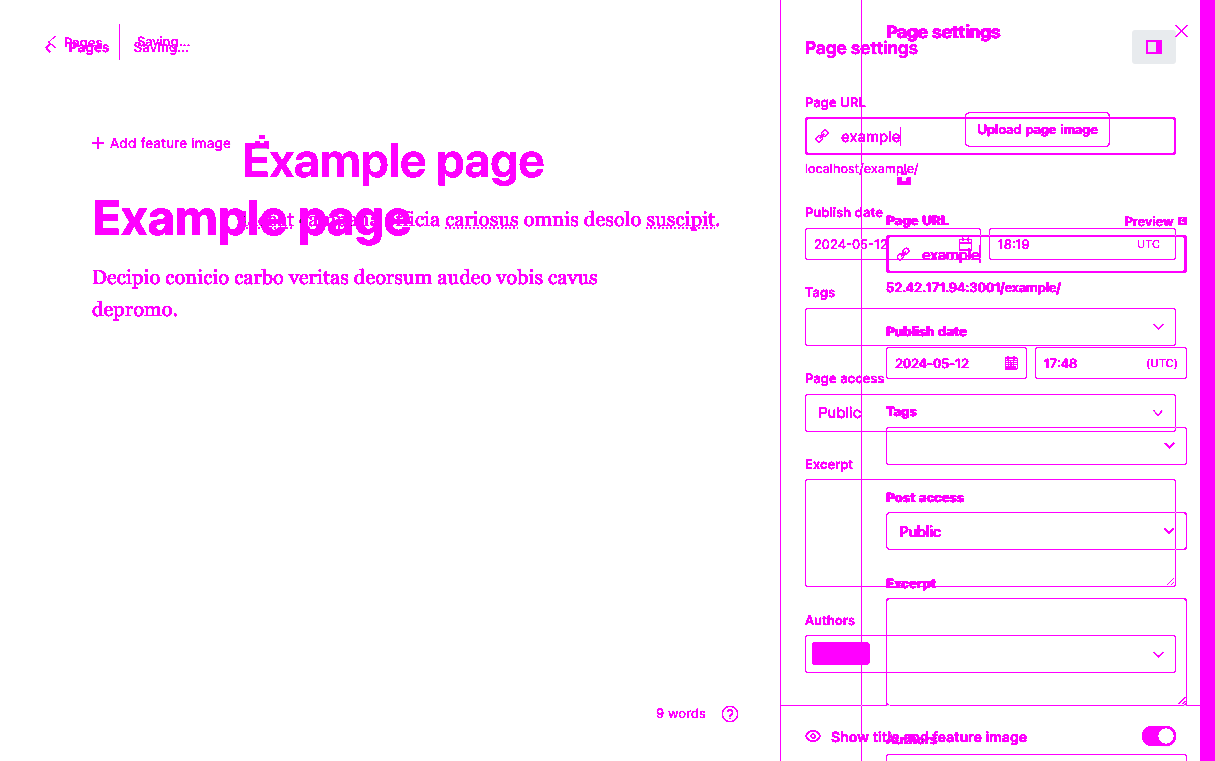 Pages
Saving...
Pages
Saving...
Page settings
Page settings
Page URL
Add feature image
Upload page image
example
Example page
localhost/example/
Example page
cariosus omnis desolo suscipit.
Publish date
Page URL
Preview
2024-05-12
18:19
UTC
example
Decipio conicio carbo veritas deorsum audeo vobis cavus
depromo.
52.42.171.94:3001/example/
Tags
Publish date
2024-05-12
17:48
(UTC)
Page access
Public
Tags
Excerpt
Post access
Public
Excerpt
Authors
9 words
Show title and feature image
Authors